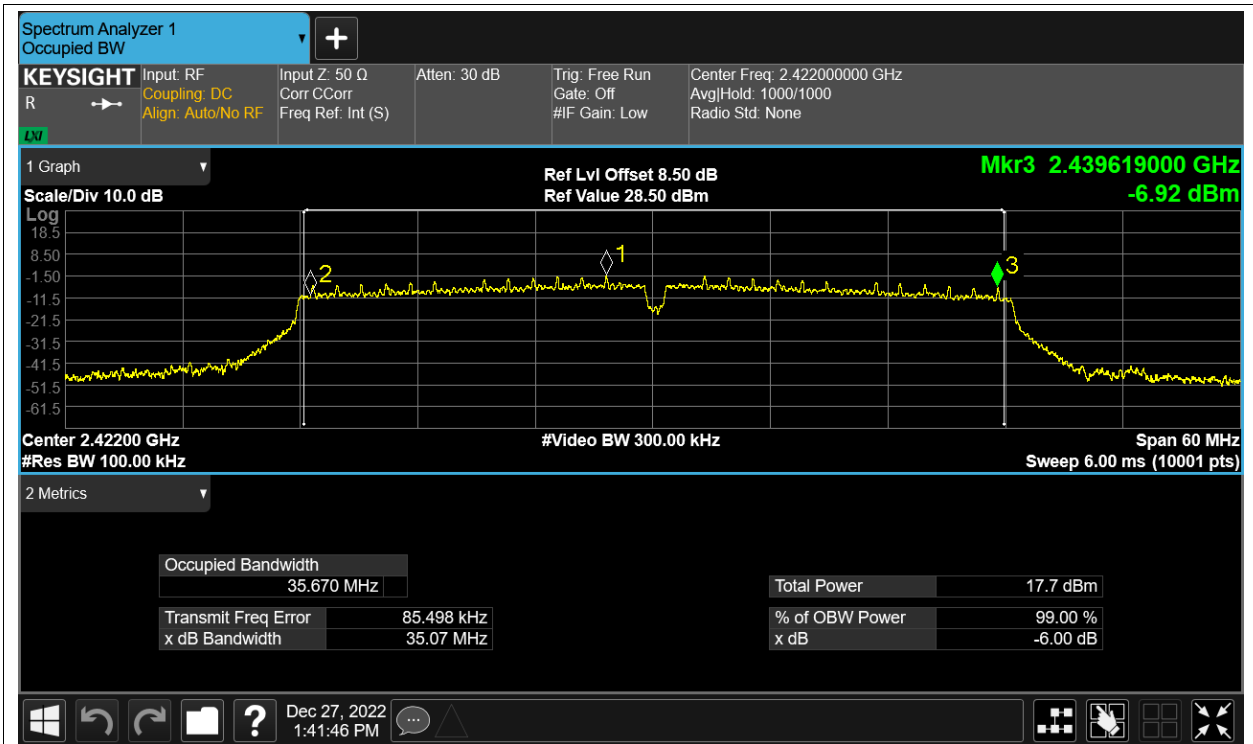 Spectrum Analyzer 1
Occupied BW
KEYSIGHT
R
LXI
Input: RF
Coupling: DC
Align: Auto/No RF
Input Z: 50 Ω
Corr CCorr
Freq Ref: Int (S)
Atten: 30 dB
Trig: Free Run
Gate: Off
#IF Gain: Low
Center Freq: 2.422000000 GHz
Avg|Hold: 1000/1000
Radio Std: None
1 Graph
Scale/Div 10.0 dB
Ref Lvl Offset 8.50 dB
Ref Value 28.50 dBm
Mkr3 2.439619000 GHz
-6.92 dBm
Log
18.5
8.50
-1.50
-11.5
-21.5
-31.5
-41.5
-51.5
-61.5
2
1
3
Center 2.42200 GHz
#Res BW 100.00 kHz
#Video BW 300.00 kHz
Span 60 MHz
Sweep 6.00 ms (10001 pts)
2 Metrics
Occupied Bandwidth
35.670 MHz
Transmit Freq Error 85.498 kHz
x dB Bandwidth 35.07 MHz
Total Power 17.7 dBm
% of OBW Power 99.00 %
x dB -6.00 dB
?
Dec 27, 2022
1:41:46 PM